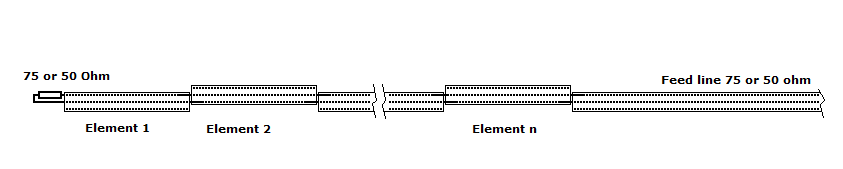 75 or 50 Ohm
Feed line 75 or 50 ohm
Element 1
Element 2
Element n